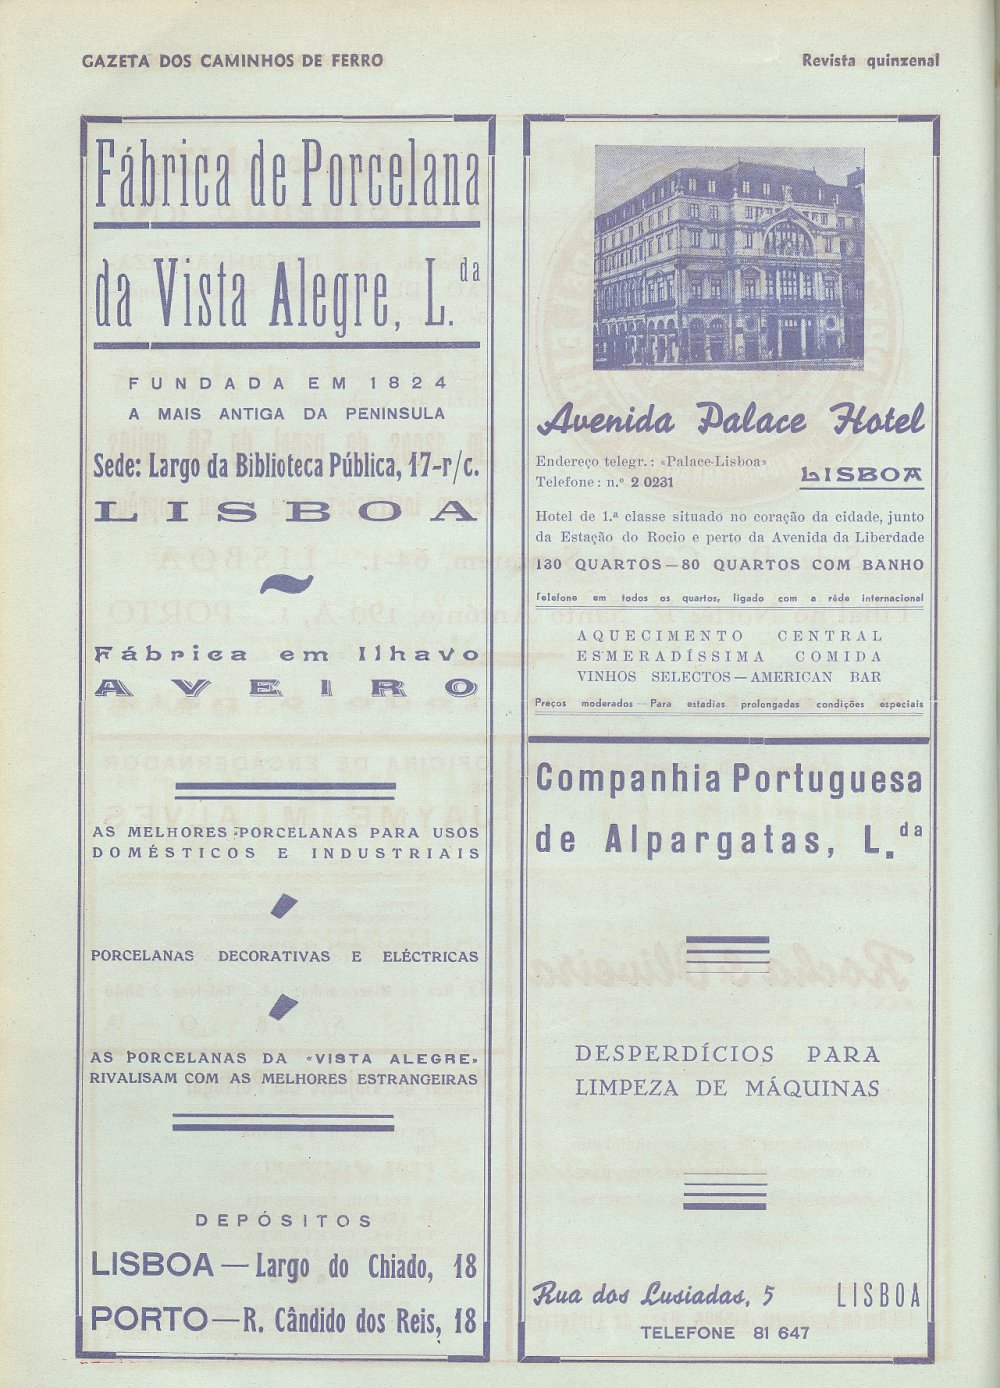 GAZETA DOS CAMINHOS DE FERRO
Revista quinzenal
Fábrica de Porcelana
da Vista Alegre, L.da
FUNDADA EM 1824
A MAIS ANTIGA DA PENINSULA
Sede: Largo da Biblioteca Pública, 17-r/c.
LISBOA
Fábrica em Ilhavo
AVEIRO
AS MELHORES PORCELANAS PARA USOS
DOMÉSTICOS E INDUSTRIAIS
PORCELANAS DECORATIVAS E ELÉCTRICAS
AS PORCELANAS DA «VISTA ALEGRE»
RIVALISAM COM AS MELHORES ESTRANGEIRAS
DEPÓSITOS
LISBOA — Largo do Chiado, 18
PORTO — R. Cândido dos Reis, 18
Avenida Palace Hotel
Endereço telegr.: «Palace-Lisboa»
Telefone: n.º 2 0231
LISBOA
Hotel de 1.ª classe situado no coração da cidade, junto
da Estação do Rocio e perto da Avenida da Liberdade
130 QUARTOS — 80 QUARTOS COM BANHO
Telefone em todos os quartos, ligado com a rêde internacional
AQUECIMENTO CENTRAL
ESMERADÍSSIMA COMIDA
VINHOS SELECTOS — AMERICAN BAR
Preços moderados — Para estadias prolongadas condições especiais
Companhia Portuguesa
de Alpargatas, L.da
DESPERDÍCIOS PARA
LIMPEZA DE MÁQUINAS
Rua dos Lusiadas, 5 LISBOA
TELEFONE 81 647